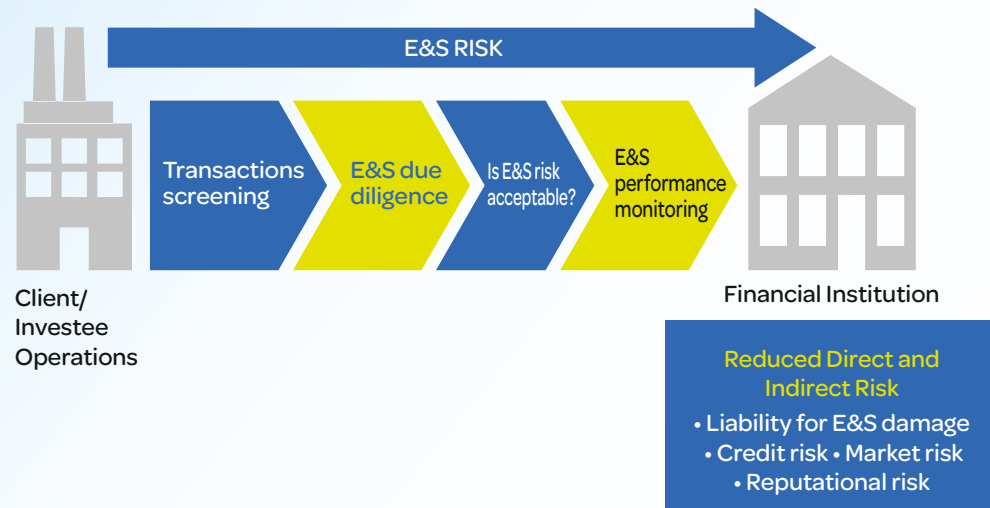 E&S RISK
Transactions
screening
E&S due
diligence
Is E&S risk
acceptable?
E&S
performance
monitoring
Client/
Investee
Operations
Financial Institution
Reduced Direct and
Indirect Risk
• Liability for E&S damage
• Credit risk • Market risk
• Reputational risk